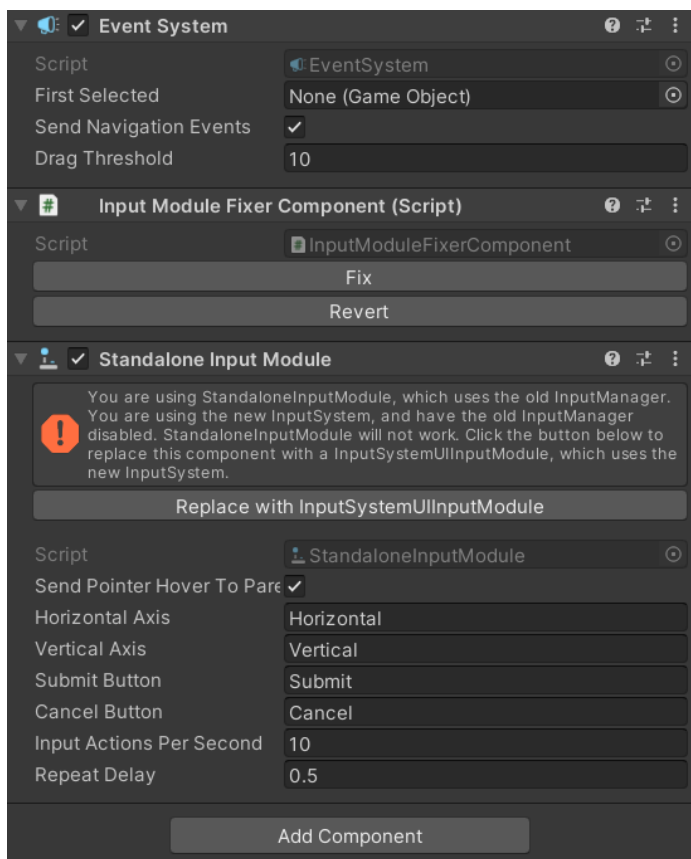 Event System
Script EventSystem
First Selected None (Game Object)
Send Navigation Events
Drag Threshold 10
# Input Module Fixer Component (Script)
Script InputModuleFixerComponent
Fix
Revert
Standalone Input Module
You are using StandaloneInputModule, which uses the old InputManager.
You are using the new InputSystem, and have the old InputManager
disabled. StandaloneInputModule will not work. Click the button below to
replace this component with a InputSystemUIInputModule, which uses the
new InputSystem.
Replace with InputSystemUIInputModule
Script StandaloneInputModule
Send Pointer Hover To Pare
Horizontal Axis Horizontal
Vertical Axis Vertical
Submit Button Submit
Cancel Button Cancel
Input Actions Per Second 10
Repeat Delay 0.5
Add Component